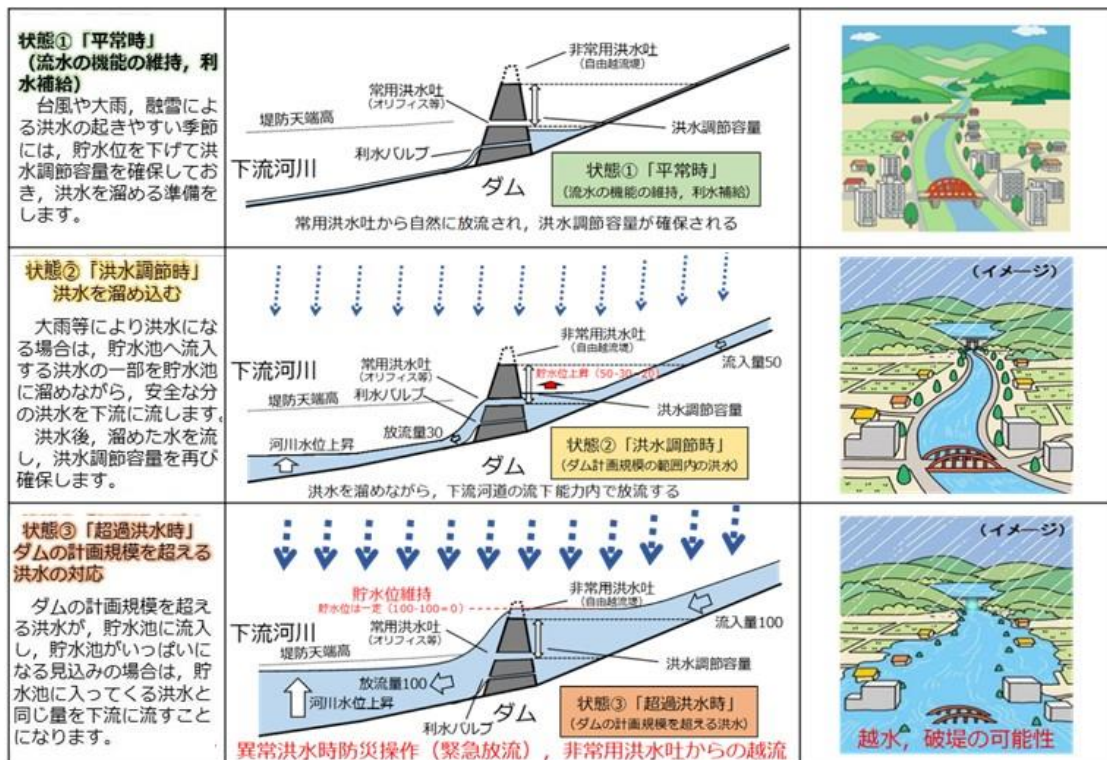 状態①「平常時」
(流水の機能の維持，利
水補給)
台風や大雨，融雪によ
る洪水の起きやすい季節
には，貯水位を下げて洪
水調節容量を確保してお
き，洪水を溜める準備を
します。
非常用洪水吐
(自由越流堤)
常用洪水吐
(オリフィス等)
堤防天端高
洪水調節容量
利水バルブ
下流河川
ダム
状態①「平常時」
(流水の機能の維持，利水補給)
常用洪水吐から自然に放流され，洪水調節容量が確保される
状態②「洪水調節時」
洪水を溜め込む
大雨等により洪水にな
る場合は，貯水池へ流入
する洪水の一部を貯水池
に溜めながら，安全な分
の洪水を下流に流します。
洪水後，溜めた水を流
し，洪水調節容量を再び
確保します。
非常用洪水吐
(自由越流堤)
下流河川
常用洪水吐
(オリフィス等)
貯水位上昇（50-30=20）
流入量50
利水バルブ
堤防天端高
洪水調節容量
放流量30
河川水位上昇
ダム
状態②「洪水調節時」
(ダム計画規模の範囲内の洪水)
洪水を溜めながら，下流河道の流下能力内で放流する
(イメージ)
状態③「超過洪水時」
ダムの計画規模を超える
洪水の対応
ダムの計画規模を超え
る洪水が，貯水池に流入
し，貯水池がいっぱいに
なる見込みの場合は，貯
水池に入ってくる洪水と
同じ量を下流に流すこと
になります。
貯水位維持
貯水位は一定（100-100＝0）
非常用洪水吐
(自由越流堤)
下流河川
常用洪水吐
(オリフィス等)
流入量100
堤防天端高
洪水調節容量
放流量100
河川水位上昇
ダム
利水バルブ
状態③「超過洪水時」
(ダムの計画規模を超える洪水)
異常洪水時防災操作（緊急放流），非常用洪水吐からの越流
(イメージ)
越水，破堤の可能性